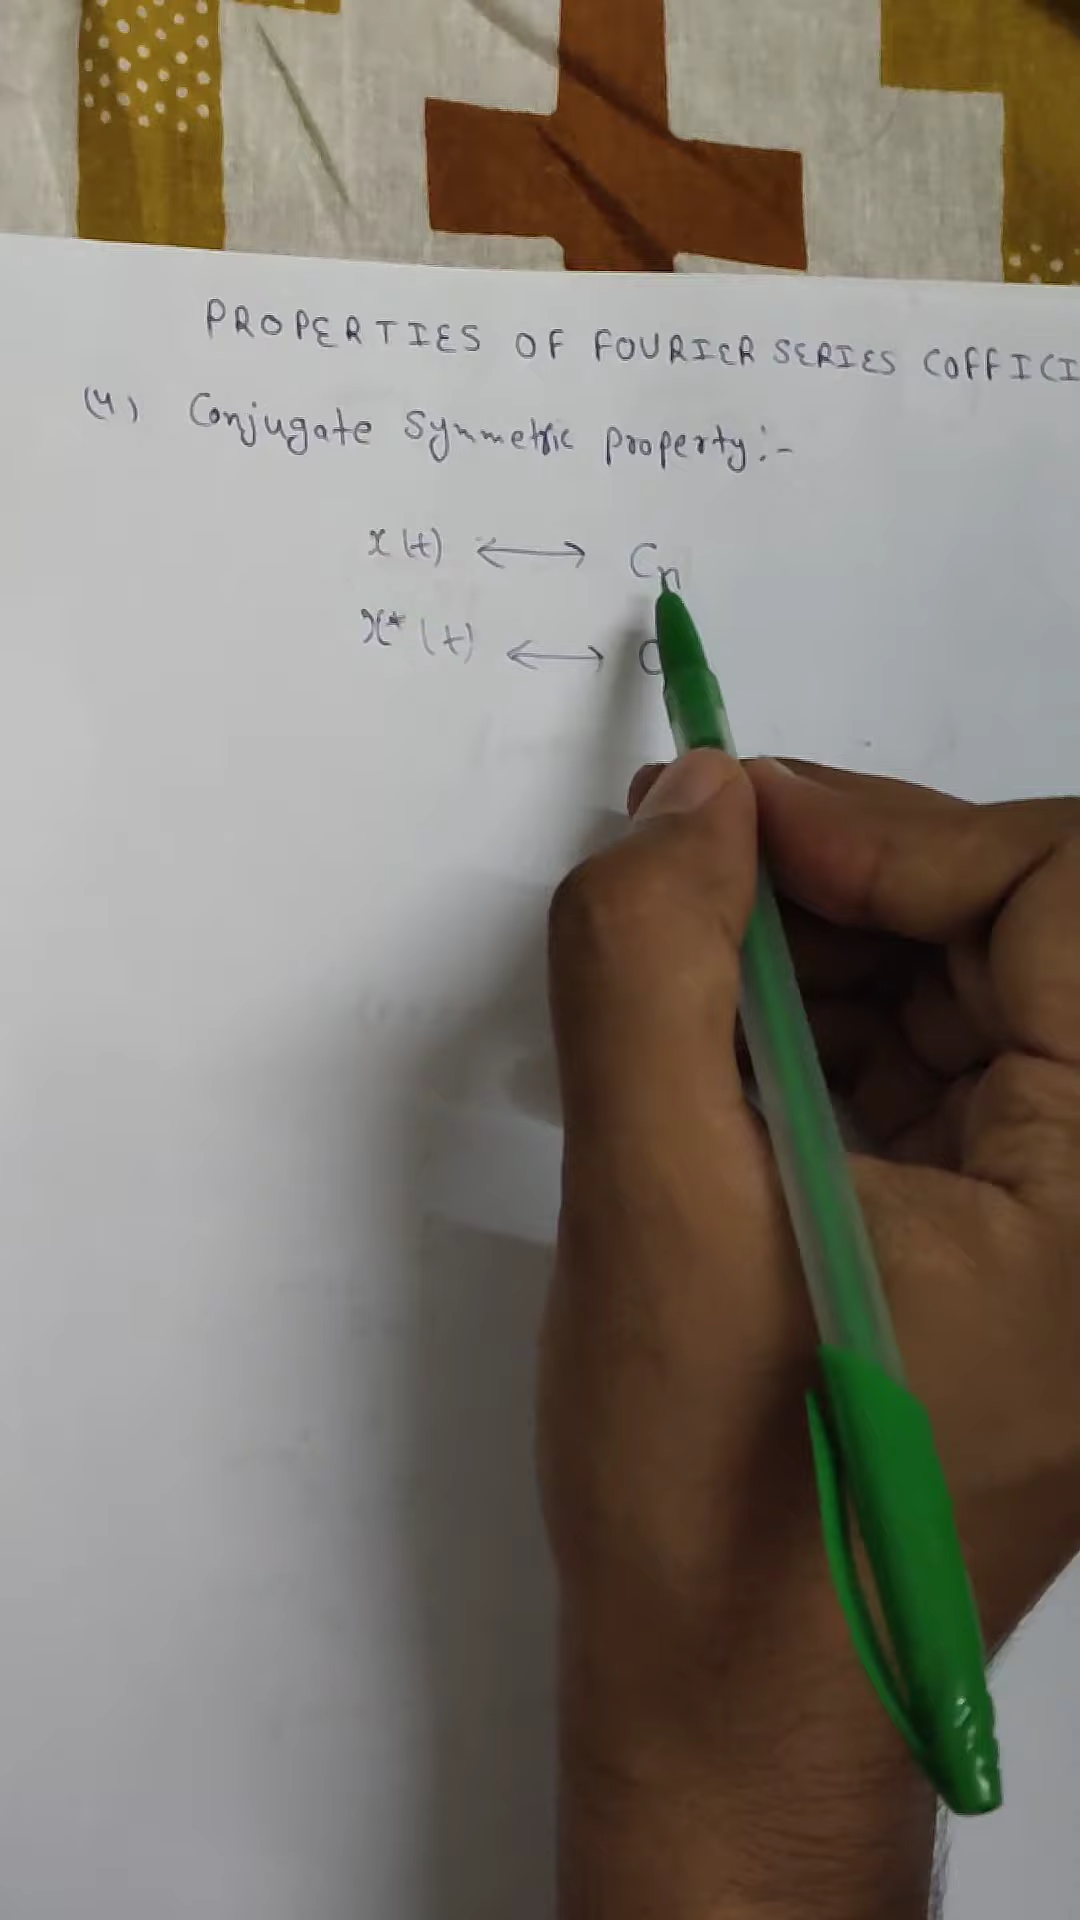 PROPERTIES OF FOURIER SERIES COFFICI
(4) Conjugate Symmetric property:-
x(t) ⟷ Cn
x*(t) ⟷ C